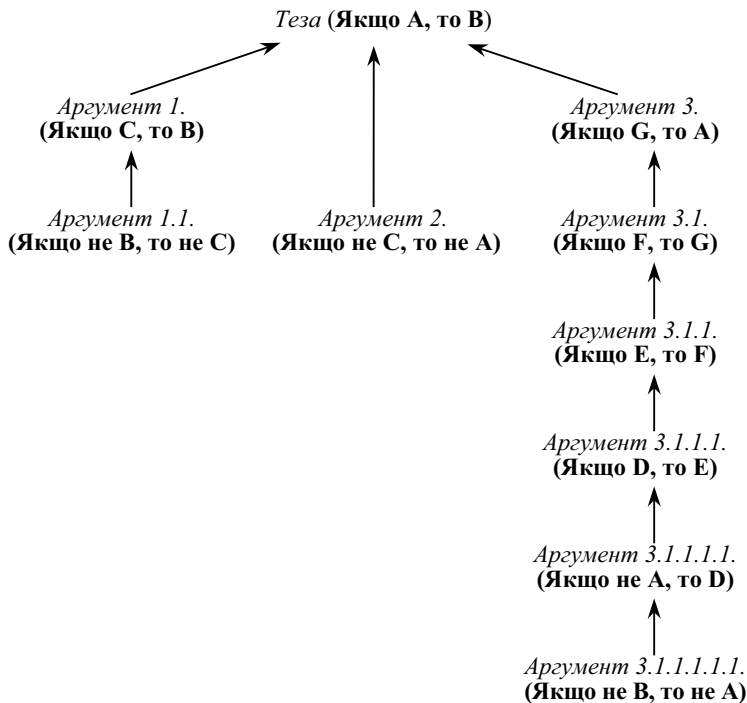 Теза (Якщо А, то В)
Аргумент 1.
(Якщо С, то В)
Аргумент 3.
(Якщо G, то А)
Аргумент 1.1.
(Якщо не В, то не С)
Аргумент 2.
(Якщо не С, то не А)
Аргумент 3.1.
(Якщо F, то G)
Аргумент 3.1.1.
(Якщо Е, то F)
Аргумент 3.1.1.1.
(Якщо D, то Е)
Аргумент 3.1.1.1.1.
(Якщо не А, то D)
Аргумент 3.1.1.1.1.1.
(Якщо не В, то не А)